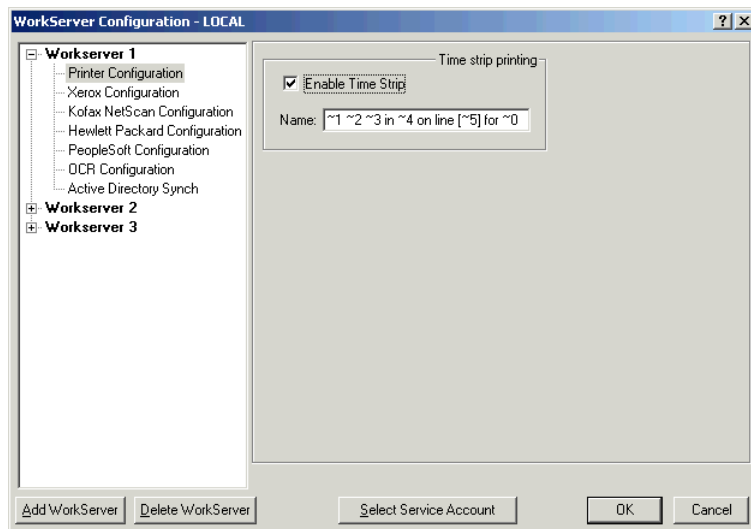 WorkServer Configuration - LOCAL
Workserver 1
Printer Configuration
Xerox Configuration
Kofax NetScan Configuration
Hewlett Packard Configuration
PeopleSoft Configuration
OCR Configuration
Active Directory Synch
Workserver 2
Workserver 3
Time strip printing
Enable Time Strip
Name: ~1 ~2 ~3 in ~4 on line [~5] for ~0
Add WorkServer Delete WorkServer Select Service Account OK Cancel